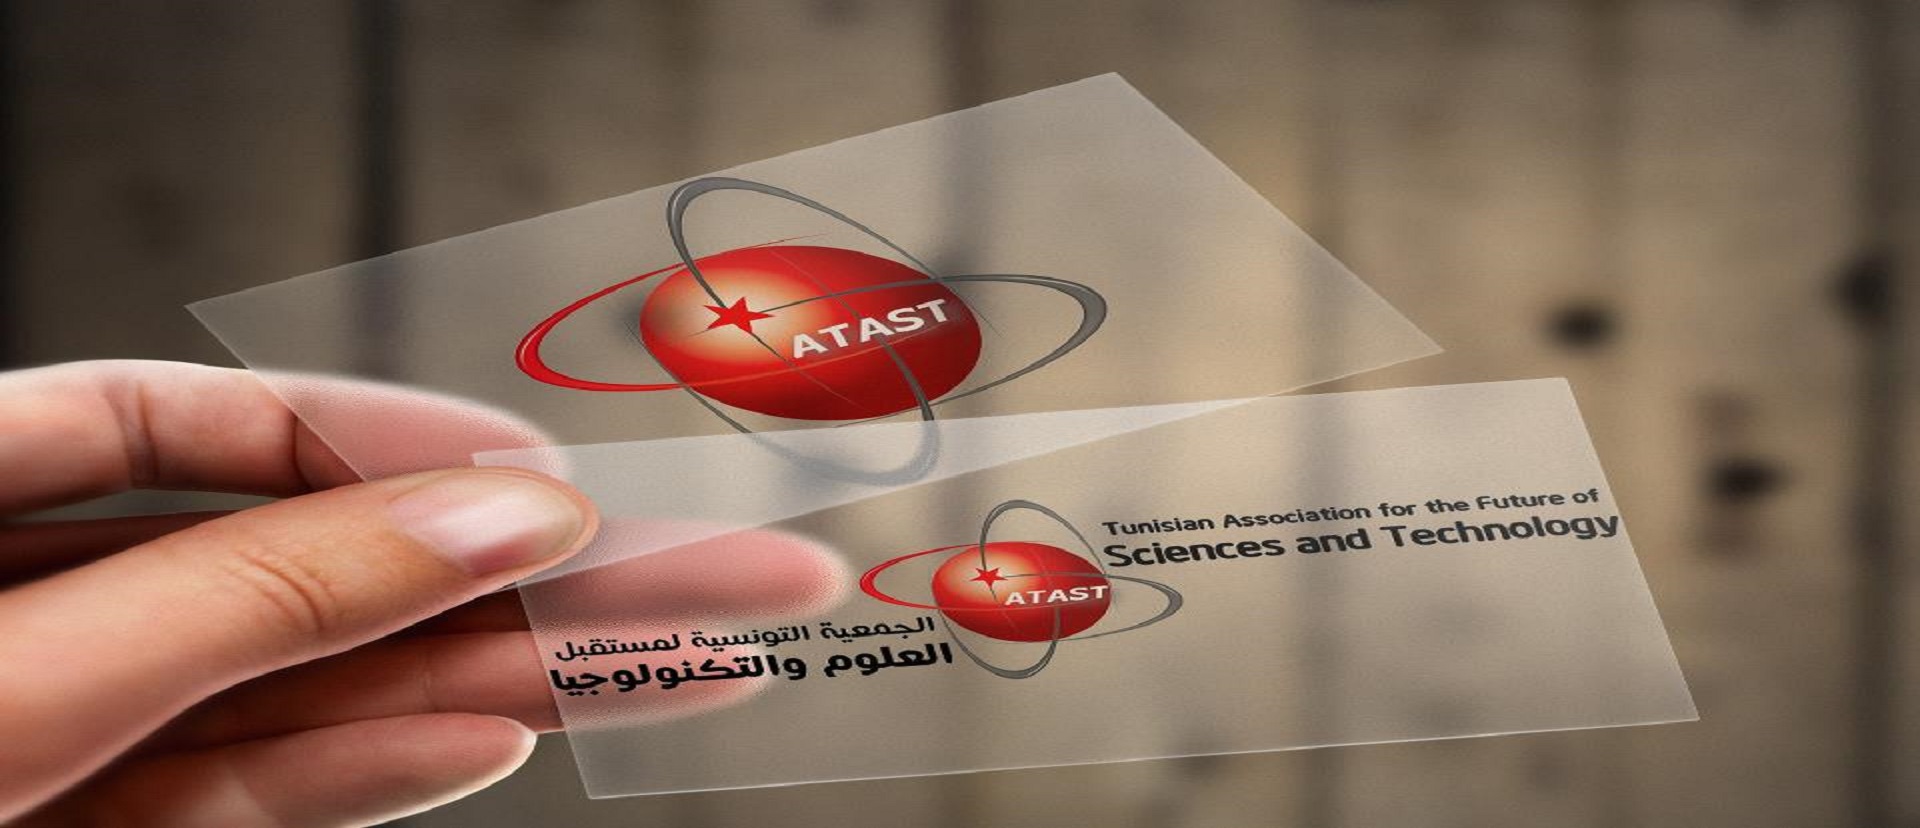 ATAST
Tunisian Association for the Future of
Sciences and Technology
ATAST
الجمعية التونسية لمستقبل
العلوم والتكنولوجيا